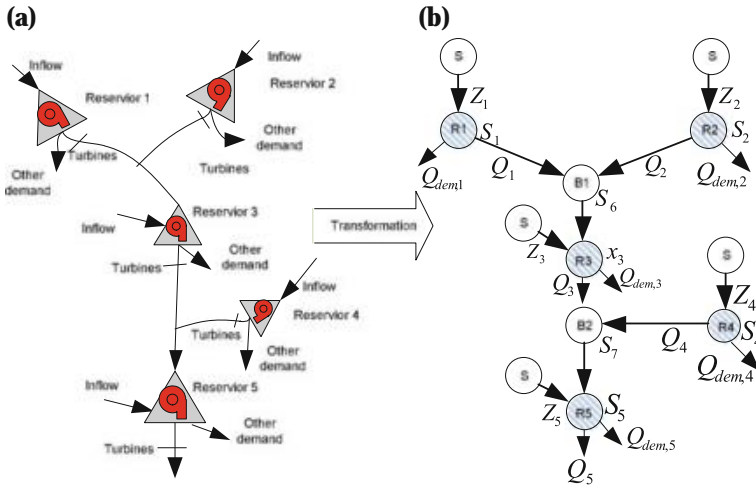 (a)
Inflow
Reservior 1
Turbines
Other
demand
Inflow
Reservior 2
Other
demand
Turbines
Reservior 3
Inflow
Turbines
Other
demand
Inflow
Reservior 4
Turbines
Other
demand
Reservior 5
Inflow
Other
demand
Turbines
Transformation
(b)
S
Z1
R1
S1
Qdem,1
Q1
S
Z2
R2
S2
Qdem,2
Q2
B1
S6
S
Z3
R3
x3
Q3
Qdem,3
B2
S7
S
Z4
R4
Q4
Qdem,4
S
Z5
R5
S5
Qdem,5
Q5